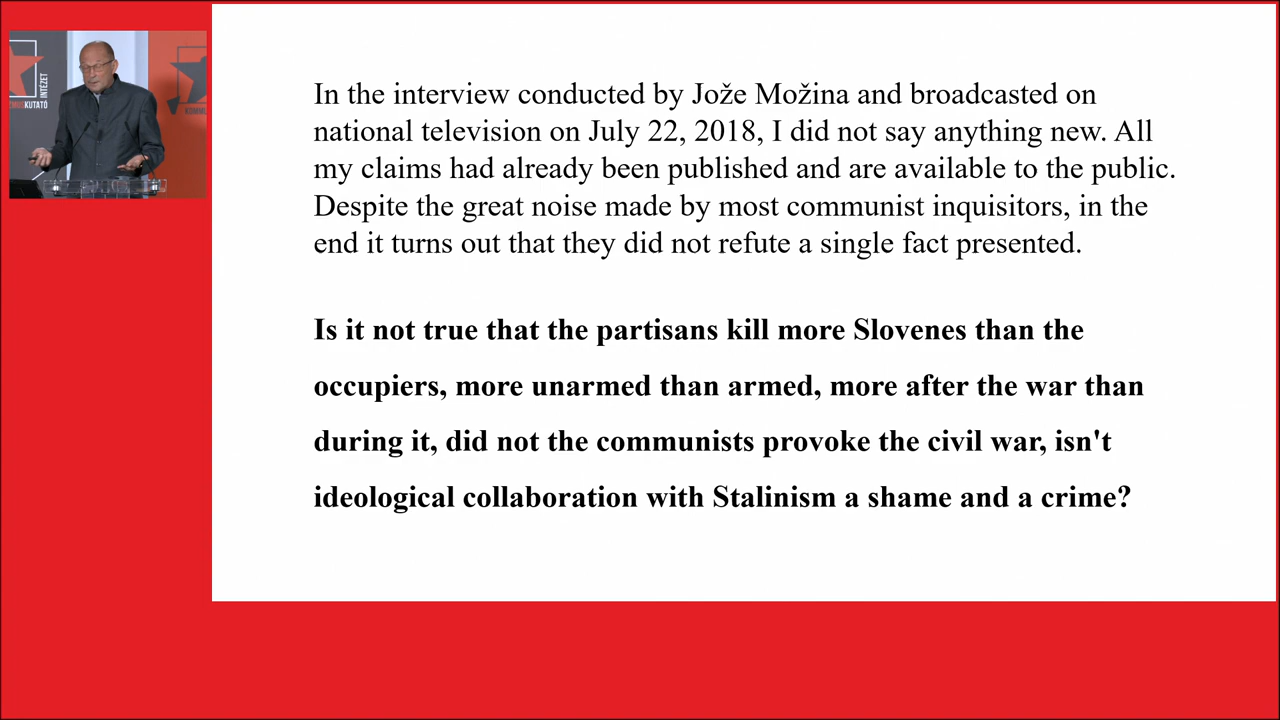 INTÉZET
KUTATÓ
In the interview conducted by Jože Možina and broadcasted on
national television on July 22, 2018, I did not say anything new. All
my claims had already been published and are available to the public.
Despite the great noise made by most communist inquisitors, in the
end it turns out that they did not refute a single fact presented.
Is it not true that the partisans kill more Slovenes than the
occupiers, more unarmed than armed, more after the war than
during it, did not the communists provoke the civil war, isn't
ideological collaboration with Stalinism a shame and a crime?